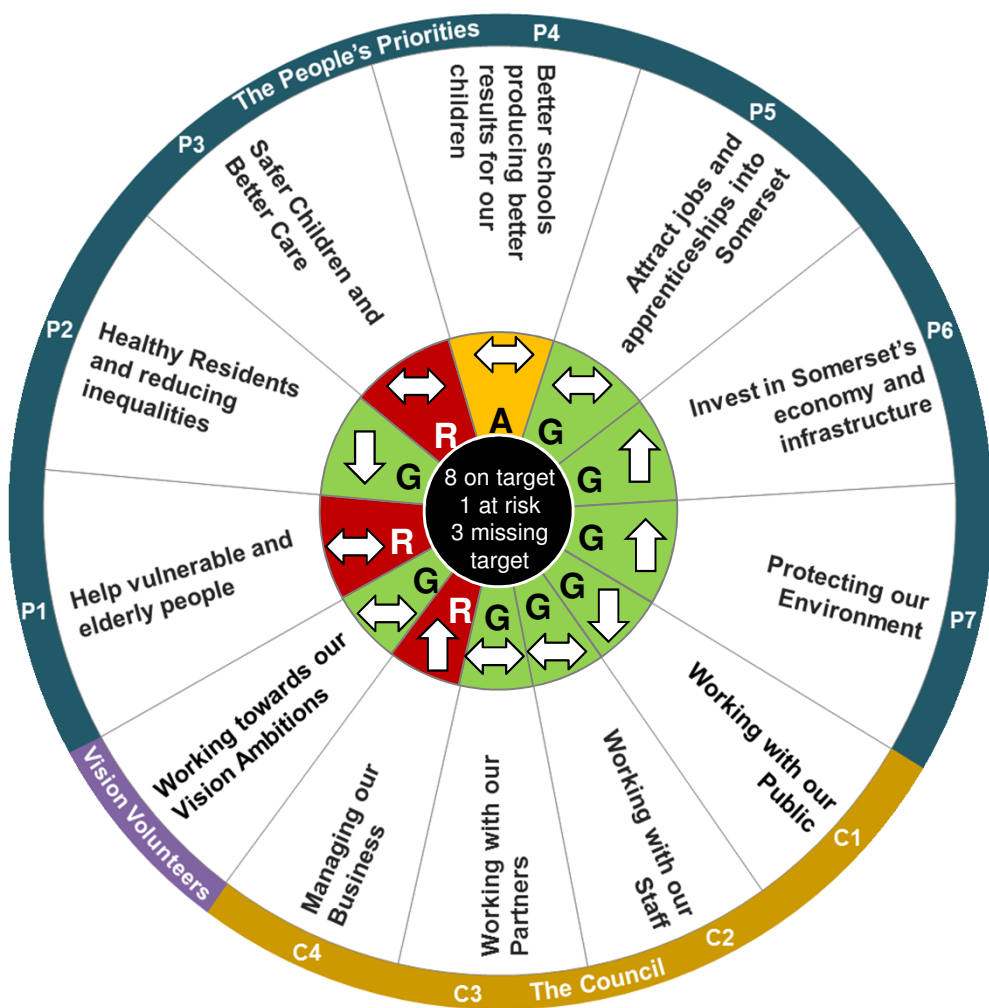 The People's Priorities
P1
Help vulnerable and
elderly people
R
P2
Healthy Residents
and reducing
inequalities
G
P3
Safer Children and
Better Care
R
P4
Better schools
producing better
results for our
children
A
P5
Attract jobs and
apprenticeships into
Somerset
G
P6
Invest in Somerset's
economy and
infrastructure
G
P7
Protecting our
Environment
G
The Council
C1
Working with our
Public
G
C2
Working with our
Staff
G
C3
Working with our
Partners
G
C4
Managing our
Business
R
Vision Volunteers
Working towards our
Vision Ambitions
G
8 on target
1 at risk
3 missing
target